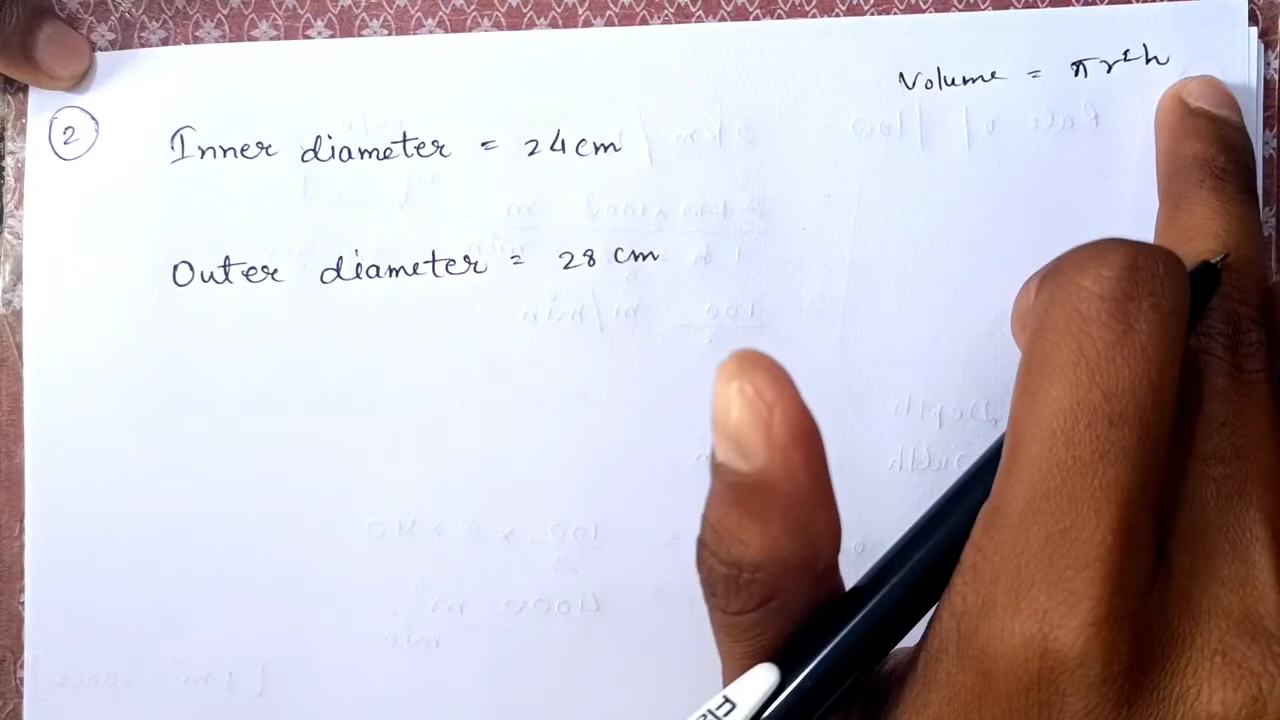 Volume = πr²h
② Inner diameter = 24cm
Outer diameter = 28 cm